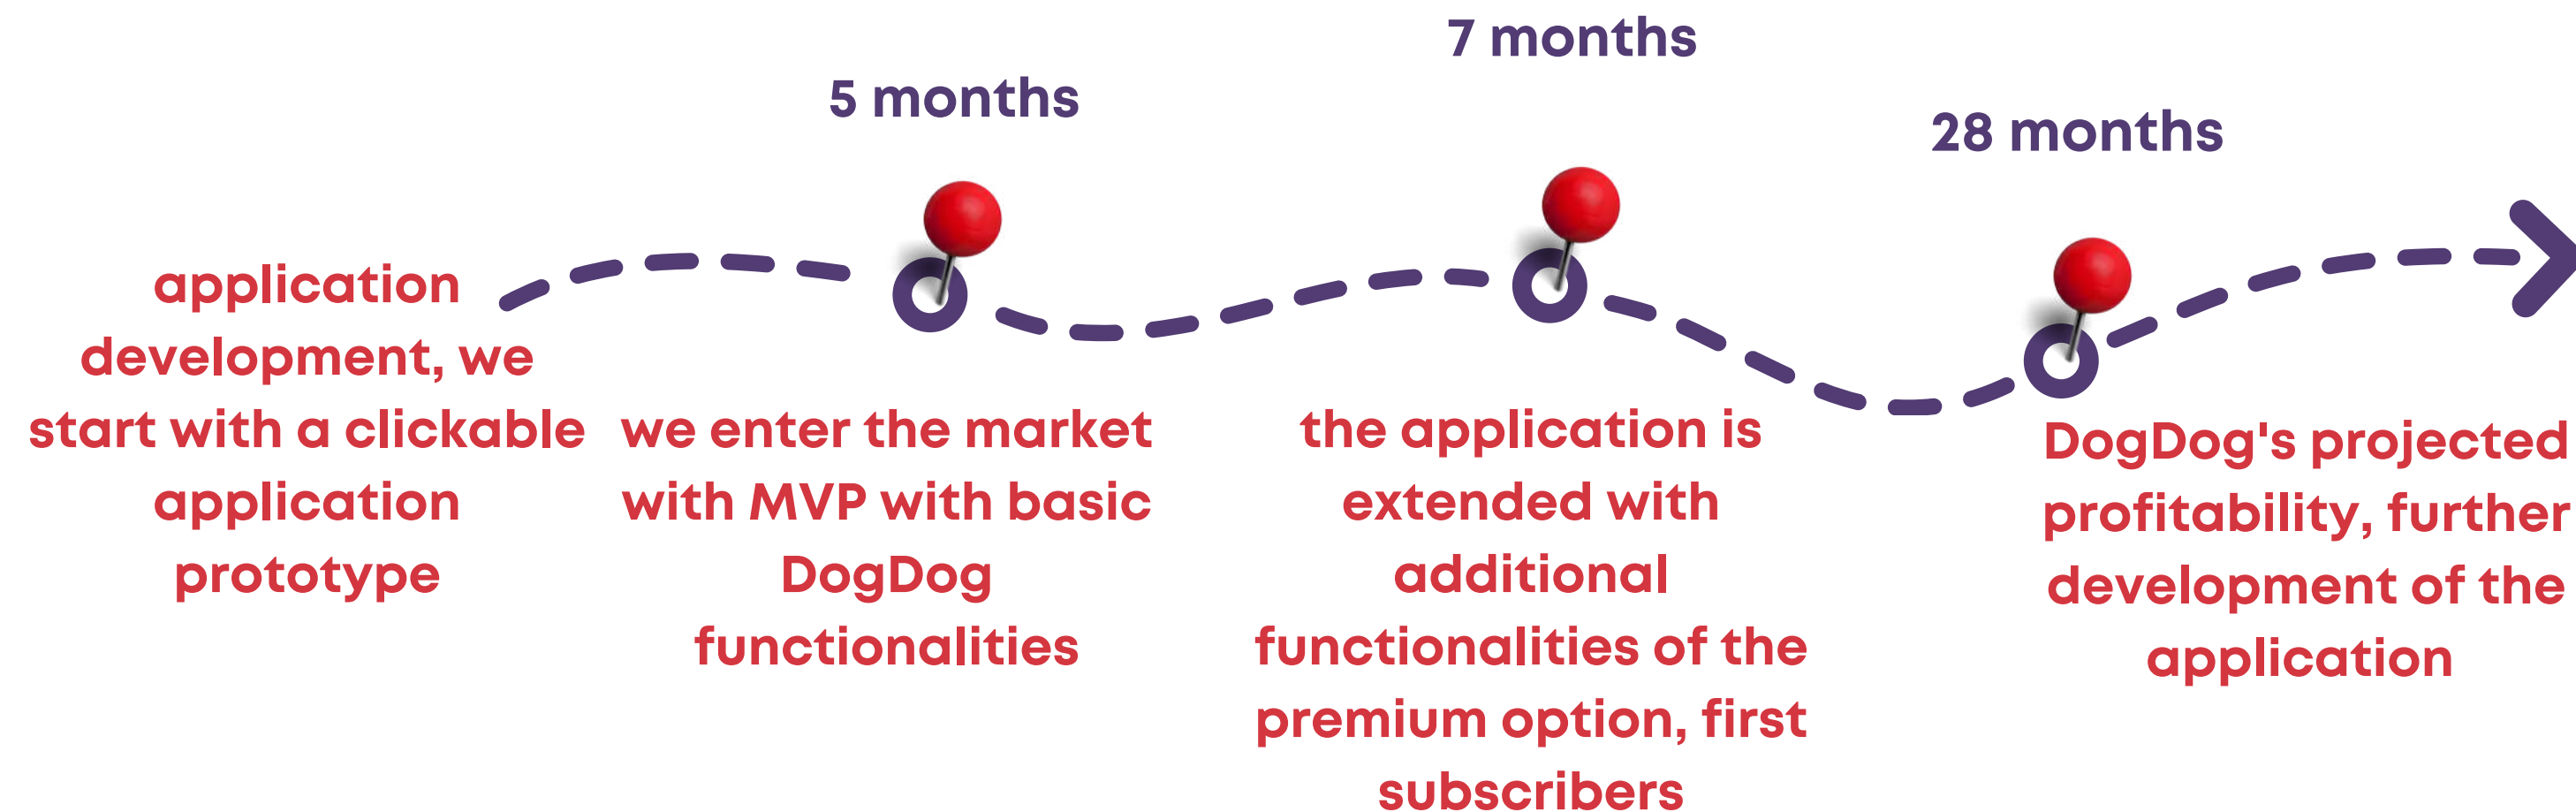 application
development, we
start with a clickable
application
prototype
5 months
we enter the market
with MVP with basic
DogDog
functionalities
7 months
the application is
extended with
additional
functionalities of the
premium option, first
subscribers
28 months
DogDog's projected
profitability, further
development of the
application